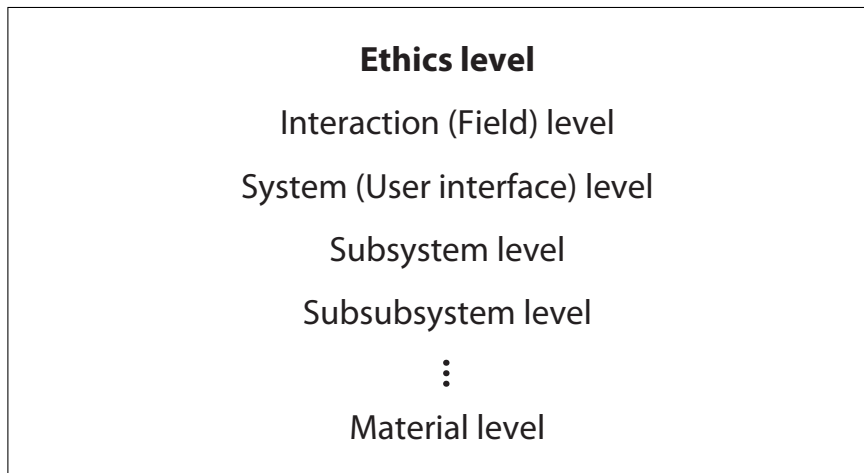 Ethics level
Interaction (Field) level
System (User interface) level
Subsystem level
Subsubsystem level
⋮
Material level